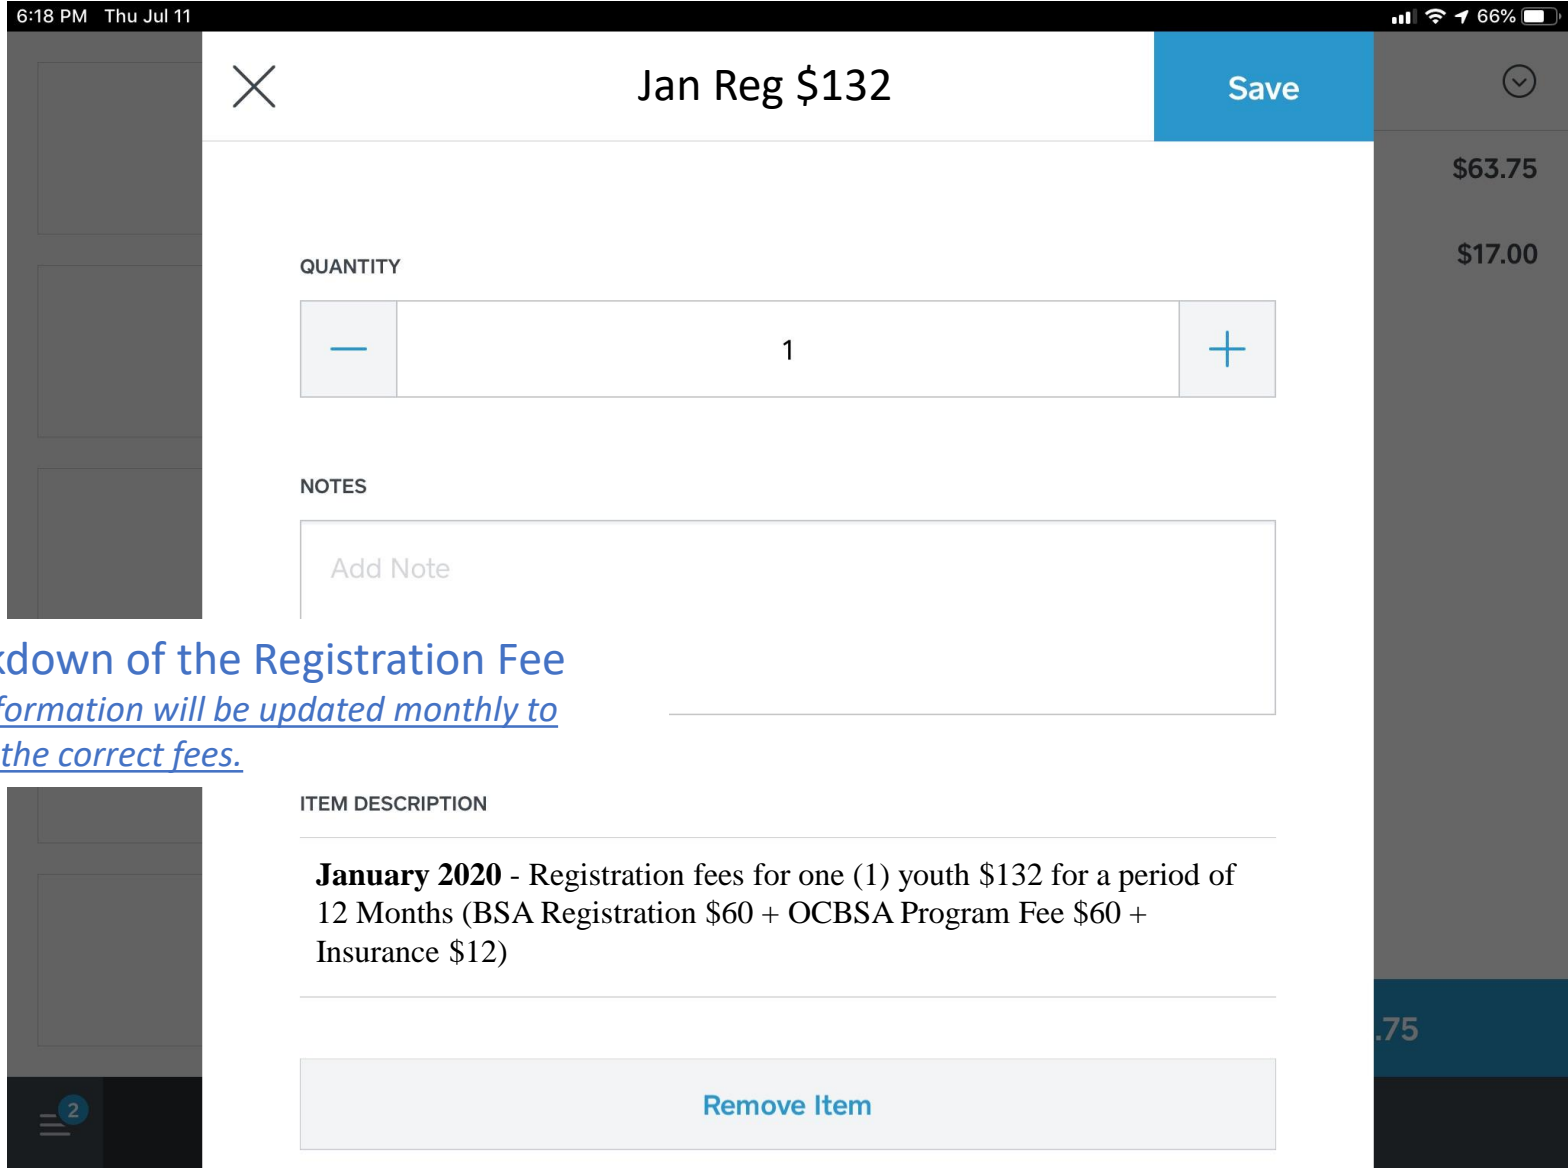 6:18 PM Thu Jul 11
66%
Jan Reg $132
Save
$63.75
$17.00
QUANTITY
1
NOTES
Add Note
down of the Registration Fee
formation will be updated monthly to
the correct fees.
ITEM DESCRIPTION
January 2020 - Registration fees for one (1) youth $132 for a period of
12 Months (BSA Registration $60 + OCBSA Program Fee $60 +
Insurance $12)
.75
Remove Item
2